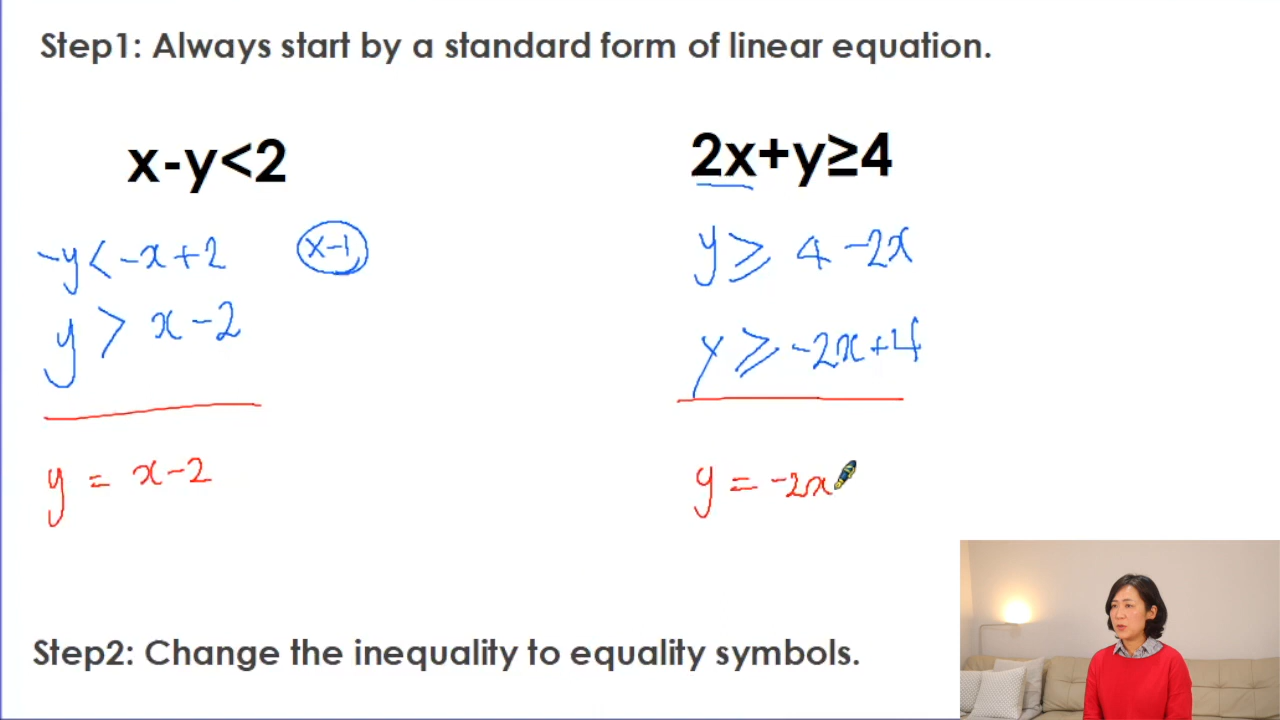 Step1: Always start by a standard form of linear equation.
x-y<2
-y < -x+2
x-1
y > x-2
y = x-2
2x+y≥4
y ≥ 4 -2x
y ≥ -2x+4
y = -2x
Step2: Change the inequality to equality symbols.